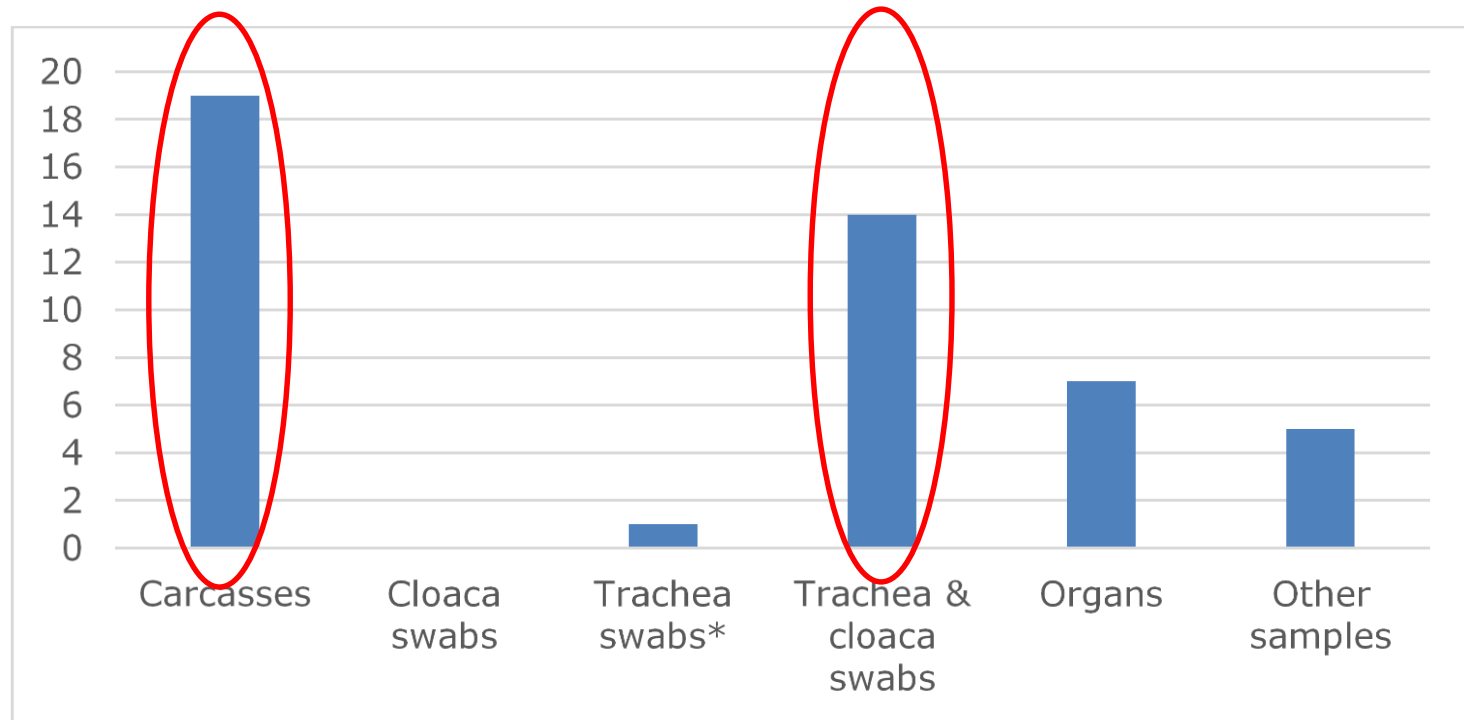 20
18
16
14
12
10
8
6
4
2
0
Carcasses
Cloaca
swabs
Trachea
swabs*
Trachea &
cloaca
swabs
Organs
Other
samples